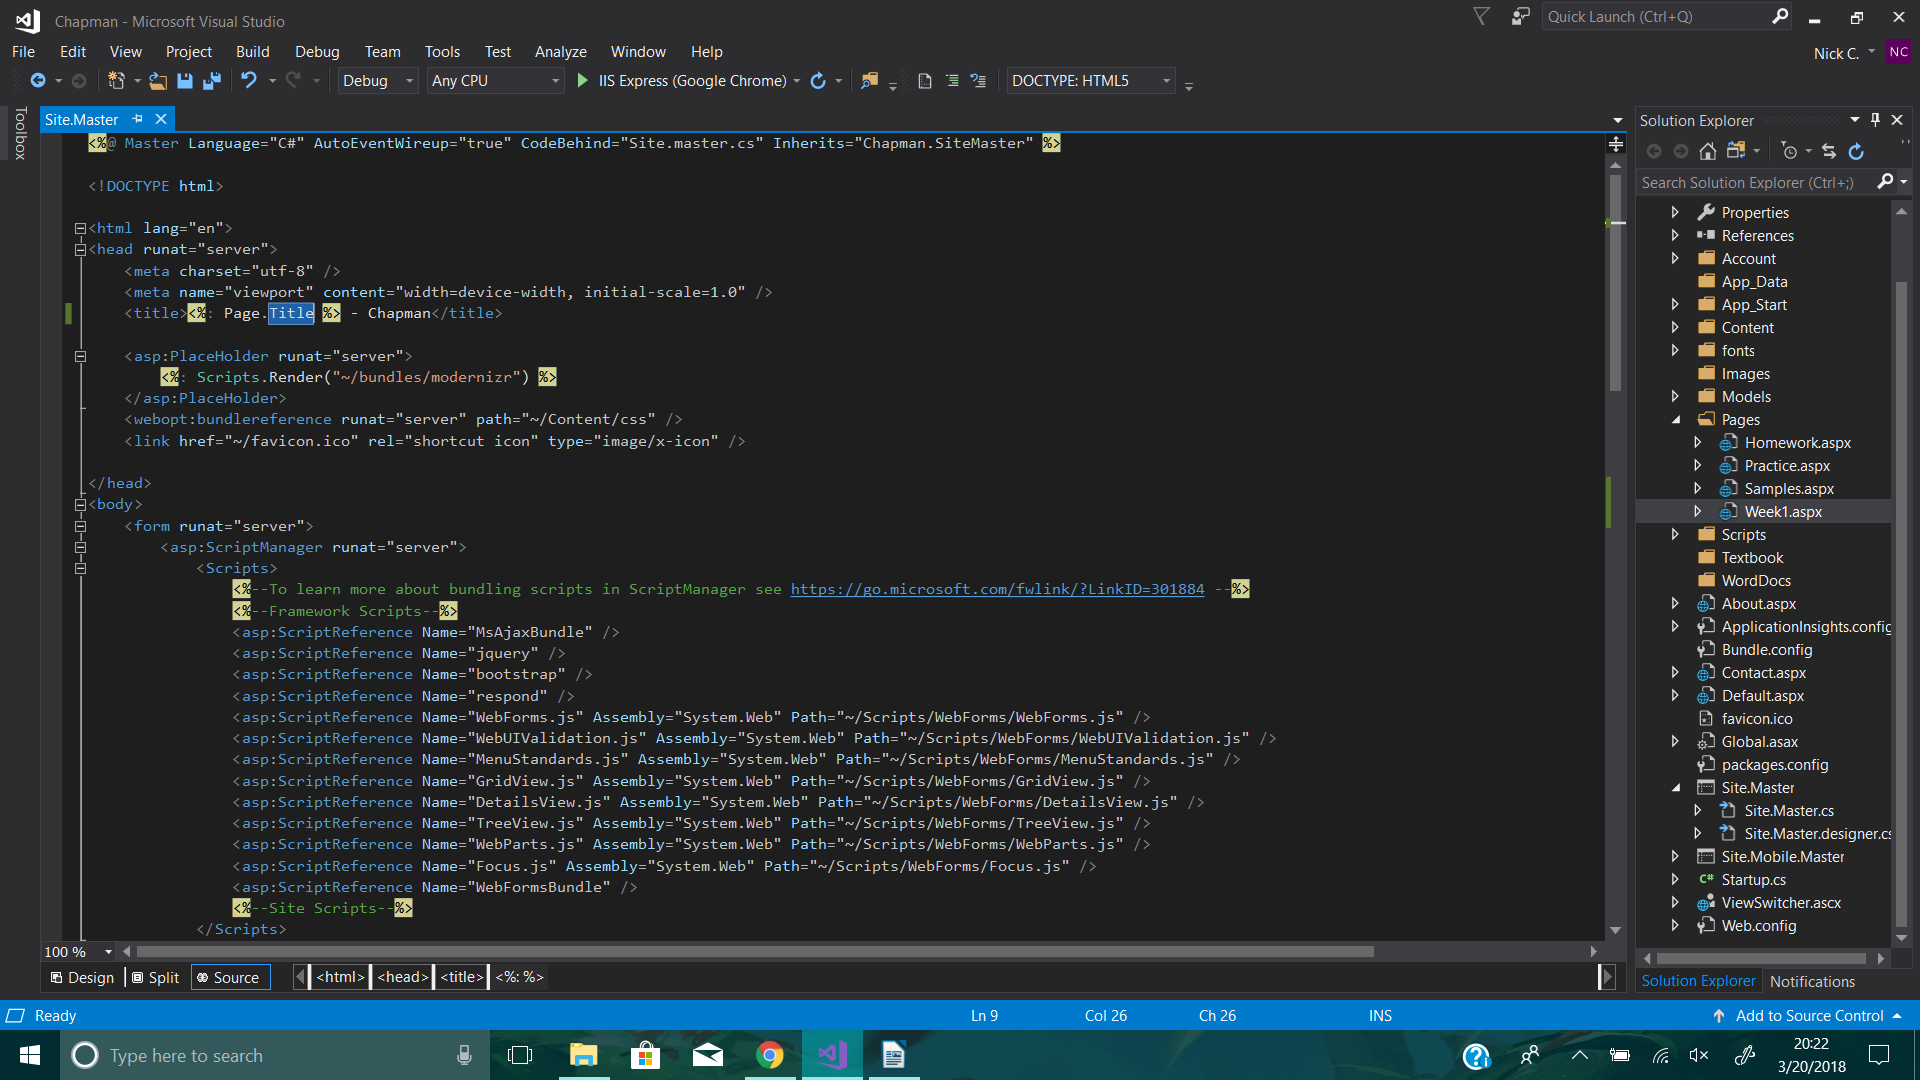 Chapman - Microsoft Visual Studio
Quick Launch (Ctrl+Q)
File Edit View Project Build Debug Team Tools Test Analyze Window Help
Nick C. NC
Debug Any CPU IIS Express (Google Chrome) DOCTYPE: HTML5
Toolbox
Site.Master
<%@ Master Language="C#" AutoEventWireup="true" CodeBehind="Site.master.cs" Inherits="Chapman.SiteMaster" %>
<!DOCTYPE html>
<html lang="en">
<head runat="server">
<meta charset="utf-8" />
<meta name="viewport" content="width=device-width, initial-scale=1.0" />
<title><%: Page.Title %> - Chapman</title>
<asp:PlaceHolder runat="server">
<%: Scripts.Render("~/bundles/modernizr") %>
</asp:PlaceHolder>
<webopt:bundlereference runat="server" path="~/Content/css" />
<link href="~/favicon.ico" rel="shortcut icon" type="image/x-icon" />
</head>
<body>
<form runat="server">
<asp:ScriptManager runat="server">
<Scripts>
<%--To learn more about bundling scripts in ScriptManager see https://go.microsoft.com/fwlink/?LinkID=301884 --%>
<%--Framework Scripts--%>
<asp:ScriptReference Name="MsAjaxBundle" />
<asp:ScriptReference Name="jquery" />
<asp:ScriptReference Name="bootstrap" />
<asp:ScriptReference Name="respond" />
<asp:ScriptReference Name="WebForms.js" Assembly="System.Web" Path="~/Scripts/WebForms/WebForms.js" />
<asp:ScriptReference Name="WebUIValidation.js" Assembly="System.Web" Path="~/Scripts/WebForms/WebUIValidation.js" />
<asp:ScriptReference Name="MenuStandards.js" Assembly="System.Web" Path="~/Scripts/WebForms/MenuStandards.js" />
<asp:ScriptReference Name="GridView.js" Assembly="System.Web" Path="~/Scripts/WebForms/GridView.js" />
<asp:ScriptReference Name="DetailsView.js" Assembly="System.Web" Path="~/Scripts/WebForms/DetailsView.js" />
<asp:ScriptReference Name="TreeView.js" Assembly="System.Web" Path="~/Scripts/WebForms/TreeView.js" />
<asp:ScriptReference Name="WebParts.js" Assembly="System.Web" Path="~/Scripts/WebForms/WebParts.js" />
<asp:ScriptReference Name="Focus.js" Assembly="System.Web" Path="~/Scripts/WebForms/Focus.js" />
<asp:ScriptReference Name="WebFormsBundle" />
<%--Site Scripts--%>
</Scripts>
100 %
Design Split Source <html> <head> <title> <%: %>
Solution Explorer
Search Solution Explorer (Ctrl+;)
Properties
References
Account
App_Data
App_Start
Content
fonts
Images
Models
Pages
Homework.aspx
Practice.aspx
Samples.aspx
Week1.aspx
Scripts
Textbook
WordDocs
About.aspx
ApplicationInsights.config
Bundle.config
Contact.aspx
Default.aspx
favicon.ico
Global.asax
packages.config
Site.Master
Site.Master.cs
Site.Master.designer.cs
Site.Mobile.Master
C# Startup.cs
ViewSwitcher.ascx
Web.config
Solution Explorer Notifications
Ready Ln 9 Col 26 Ch 26 INS Add to Source Control
Type here to search
20:22
3/20/2018